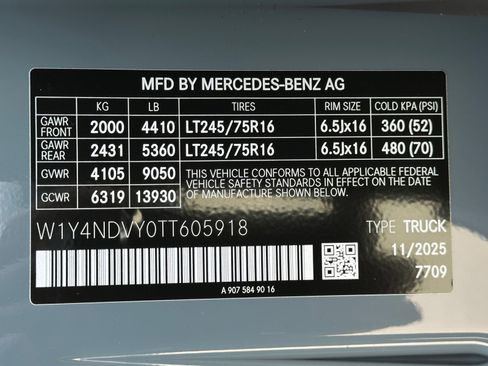 MFD BY MERCEDES-BENZ AG
KG LB TIRES RIM SIZE COLD KPA (PSI)
GAWR FRONT 2000 4410 LT245/75R16 6.5Jx16 360 (52)
GAWR REAR 2431 5360 LT245/75R16 6.5Jx16 480 (70)
GVWR 4105 9050 THIS VEHICLE CONFORMS TO ALL APPLICABLE FEDERAL
VEHICLE SAFETY STANDARDS IN EFFECT ON THE DATE
GCWR 6319 13930 OF MANUFACTURE SHOWN BELOW.
W1Y4NDVY0TT605918 TYPE TRUCK
11/2025
7709
A 907 584 90 16